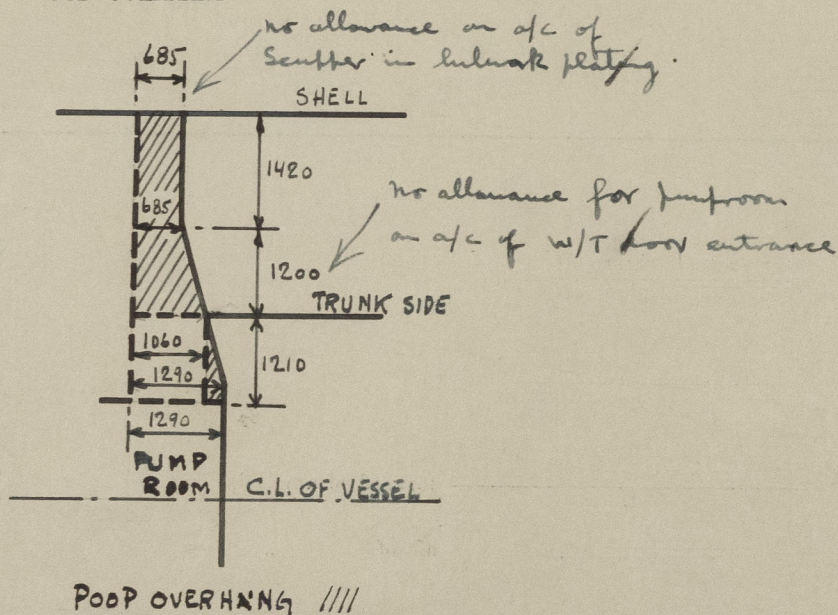 no allowance on a/c of
Scupper in bulwark plating.
685
SHELL
1420
685
no allowance for pumproom
on a/c of W/T door entrance
1200
TRUNK SIDE
1060
1210
1290
1290
PUMP
ROOM
C.L. OF VESSEL
POOP OVERHANG ////